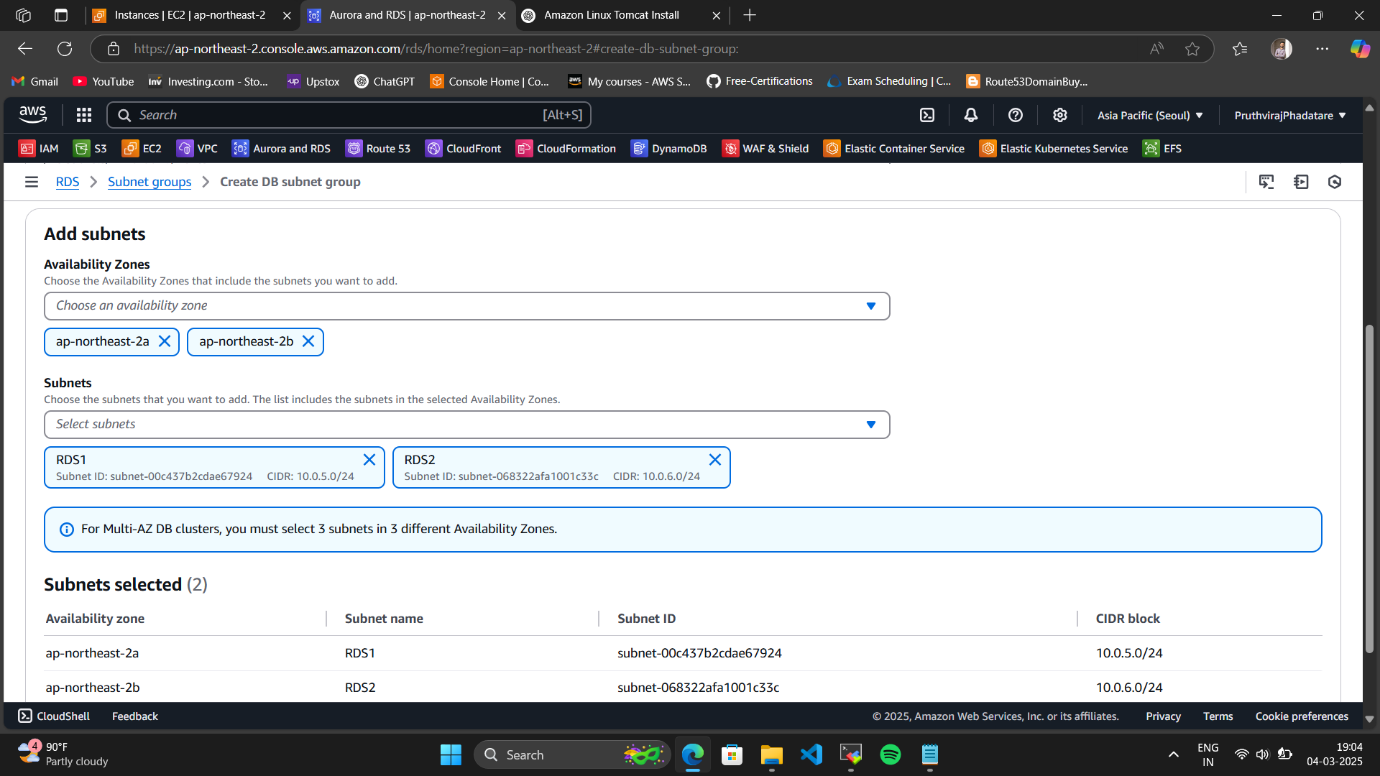 Instances | EC2 | ap-northeast-2
Aurora and RDS | ap-northeast-2
Amazon Linux Tomcat Install
https://ap-northeast-2.console.aws.amazon.com/rds/home?region=ap-northeast-2#create-db-subnet-group:
Gmail YouTube Investing.com - Sto... Upstox ChatGPT Console Home | Co... My courses - AWS S... Free-Certifications Exam Scheduling | C... Route53DomainBuy...
aws Search [Alt+S] Asia Pacific (Seoul) PruthvirajPhadatare
IAM S3 EC2 VPC Aurora and RDS Route 53 CloudFront CloudFormation DynamoDB WAF & Shield Elastic Container Service Elastic Kubernetes Service EFS
RDS Subnet groups Create DB subnet group
Add subnets
Availability Zones
Choose the Availability Zones that include the subnets you want to add.
Choose an availability zone
ap-northeast-2a ap-northeast-2b
Subnets
Choose the subnets that you want to add. The list includes the subnets in the selected Availability Zones.
Select subnets
RDS1
Subnet ID: subnet-00c437b2cdae67924 CIDR: 10.0.5.0/24
RDS2
Subnet ID: subnet-068322afa1001c33c CIDR: 10.0.6.0/24
For Multi-AZ DB clusters, you must select 3 subnets in 3 different Availability Zones.
Subnets selected (2)
Availability zone Subnet name Subnet ID CIDR block
ap-northeast-2a RDS1 subnet-00c437b2cdae67924 10.0.5.0/24
ap-northeast-2b RDS2 subnet-068322afa1001c33c 10.0.6.0/24
CloudShell Feedback © 2025, Amazon Web Services, Inc. or its affiliates. Privacy Terms Cookie preferences
4
90°F
Partly cloudy
Search
ENG
IN
19:04
04-03-2025